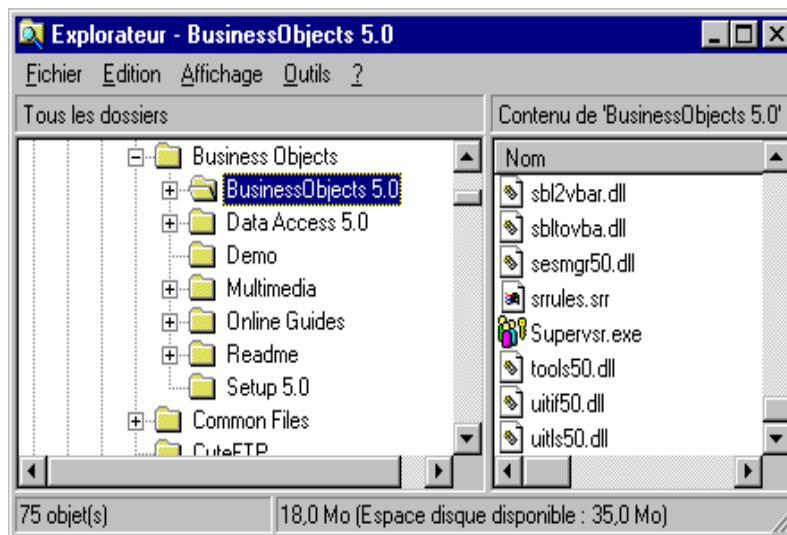 Explorateur - BusinessObjects 5.0
Fichier Edition Affichage Outils ?
Tous les dossiers
Contenu de 'BusinessObjects 5.0'
Business Objects
BusinessObjects 5.0
Data Access 5.0
Demo
Multimedia
Online Guides
Readme
Setup 5.0
Common Files
CuteFTP
Nom
sbl2vbar.dll
sbltovba.dll
sesmgr50.dll
srrules.srr
Supervsr.exe
tools50.dll
uitif50.dll
uitls50.dll
75 objet(s)
18,0 Mo (Espace disque disponible : 35,0 Mo)